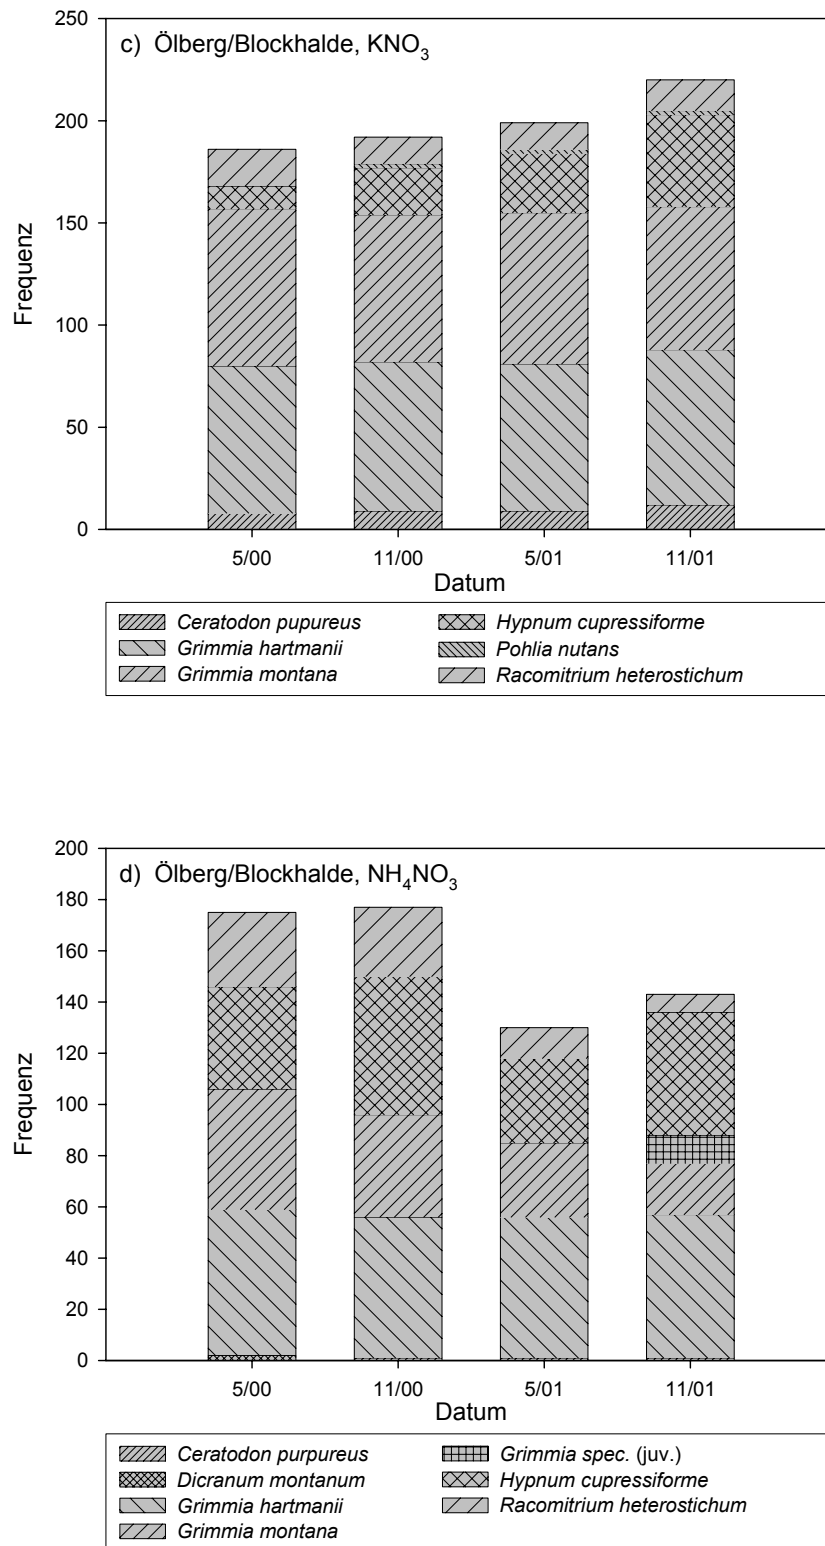 c) Ölberg/Blockhalde, KNO₃
250
200
150
100
50
0
Frequenz
5/00 11/00 5/01 11/01
Datum
Ceratodon pupureus Hypnum cupressiforme
Grimmia hartmanii Pohlia nutans
Grimmia montana Racomitrium heterostichum
d) Ölberg/Blockhalde, NH₄NO₃
200
180
160
140
120
100
80
60
40
20
0
Frequenz
5/00 11/00 5/01 11/01
Datum
Ceratodon purpureus Grimmia spec. (juv.)
Dicranum montanum Hypnum cupressiforme
Grimmia hartmanii Racomitrium heterostichum
Grimmia montana